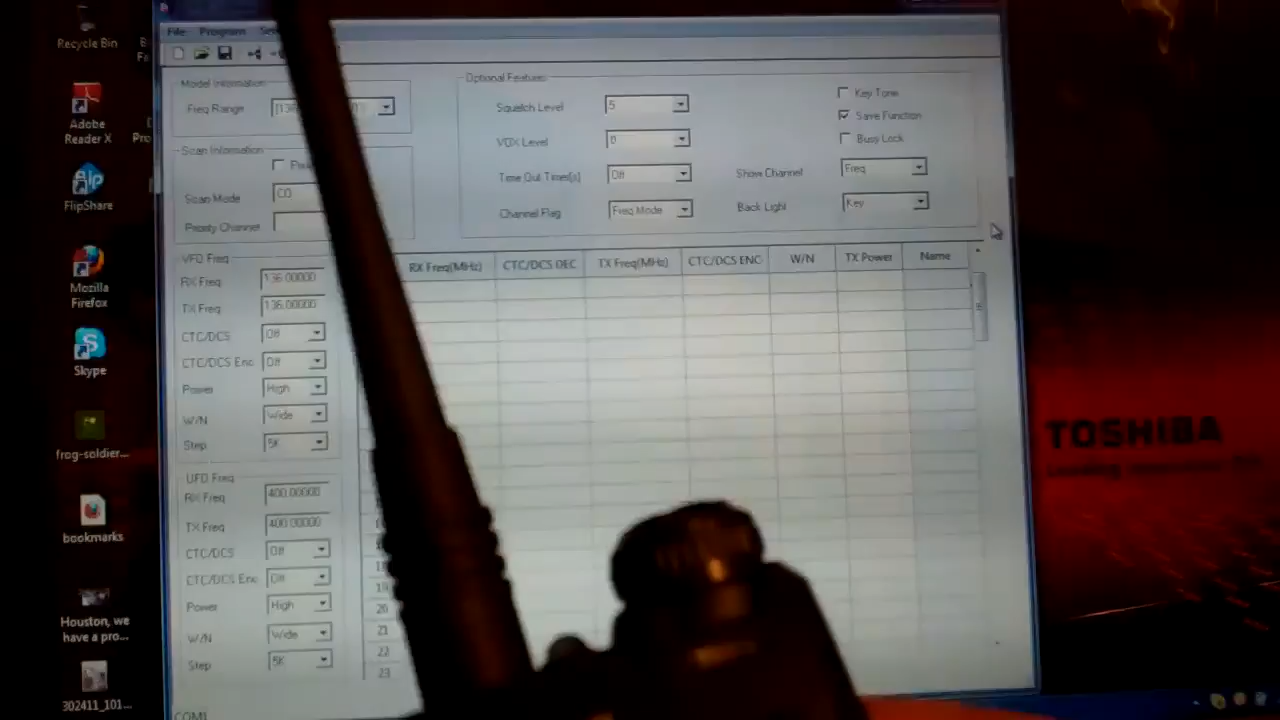 Recycle Bin
Adobe
Reader X
FlipShare
Mozilla
Firefox
Skype
frog-soldier...
bookmarks
Houston, we
have a pro...
302411_101...
File Program
Model Information
Freq Range
Scan Information
Scan Mode CO
Priority Channel
Optional Features
Squelch Level 5
VOX Level 0
Time Out Timer(s) Off
Channel Flag Freq Mode
Key Tone
Save Function
Busy Lock
Show Channel Freq
Back Light Key
VFO Freq
RX Freq 136.00000
TX Freq 136.00000
CTC/DCS Off
CTC/DCS Enc Off
Power High
W/N Wide
Step 5K
UFO Freq
RX Freq 400.00000
TX Freq 400.00000
CTC/DCS Off
CTC/DCS Enc Off
Power High
W/N Wide
Step 5K
COM1
RX Freq(MHz) CTC/DCS DEC TX Freq(MHz) CTC/DCS ENC W/N TX Power Name
19
20
21
22
23
TOSHIBA